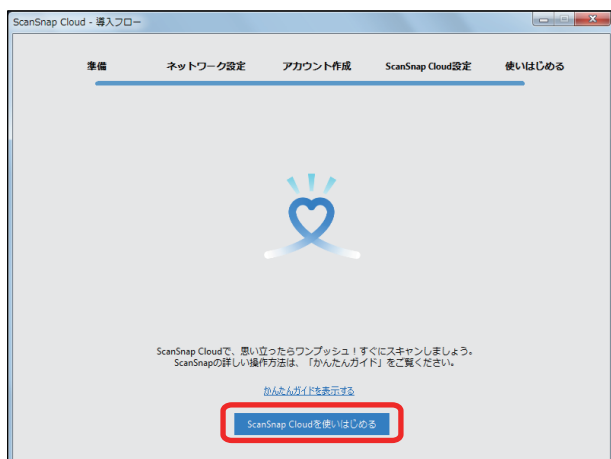 ScanSnap Cloud - 導入フロー
準備 ネットワーク設定 アカウント作成 ScanSnap Cloud設定 使いはじめる
ScanSnap Cloudで、思い立ったらワンプッシュ！すぐにスキャンしましょう。
ScanSnapの詳しい操作方法は、「かんたんガイド」をご覧ください。
かんたんガイドを表示する
ScanSnap Cloudを使いはじめる